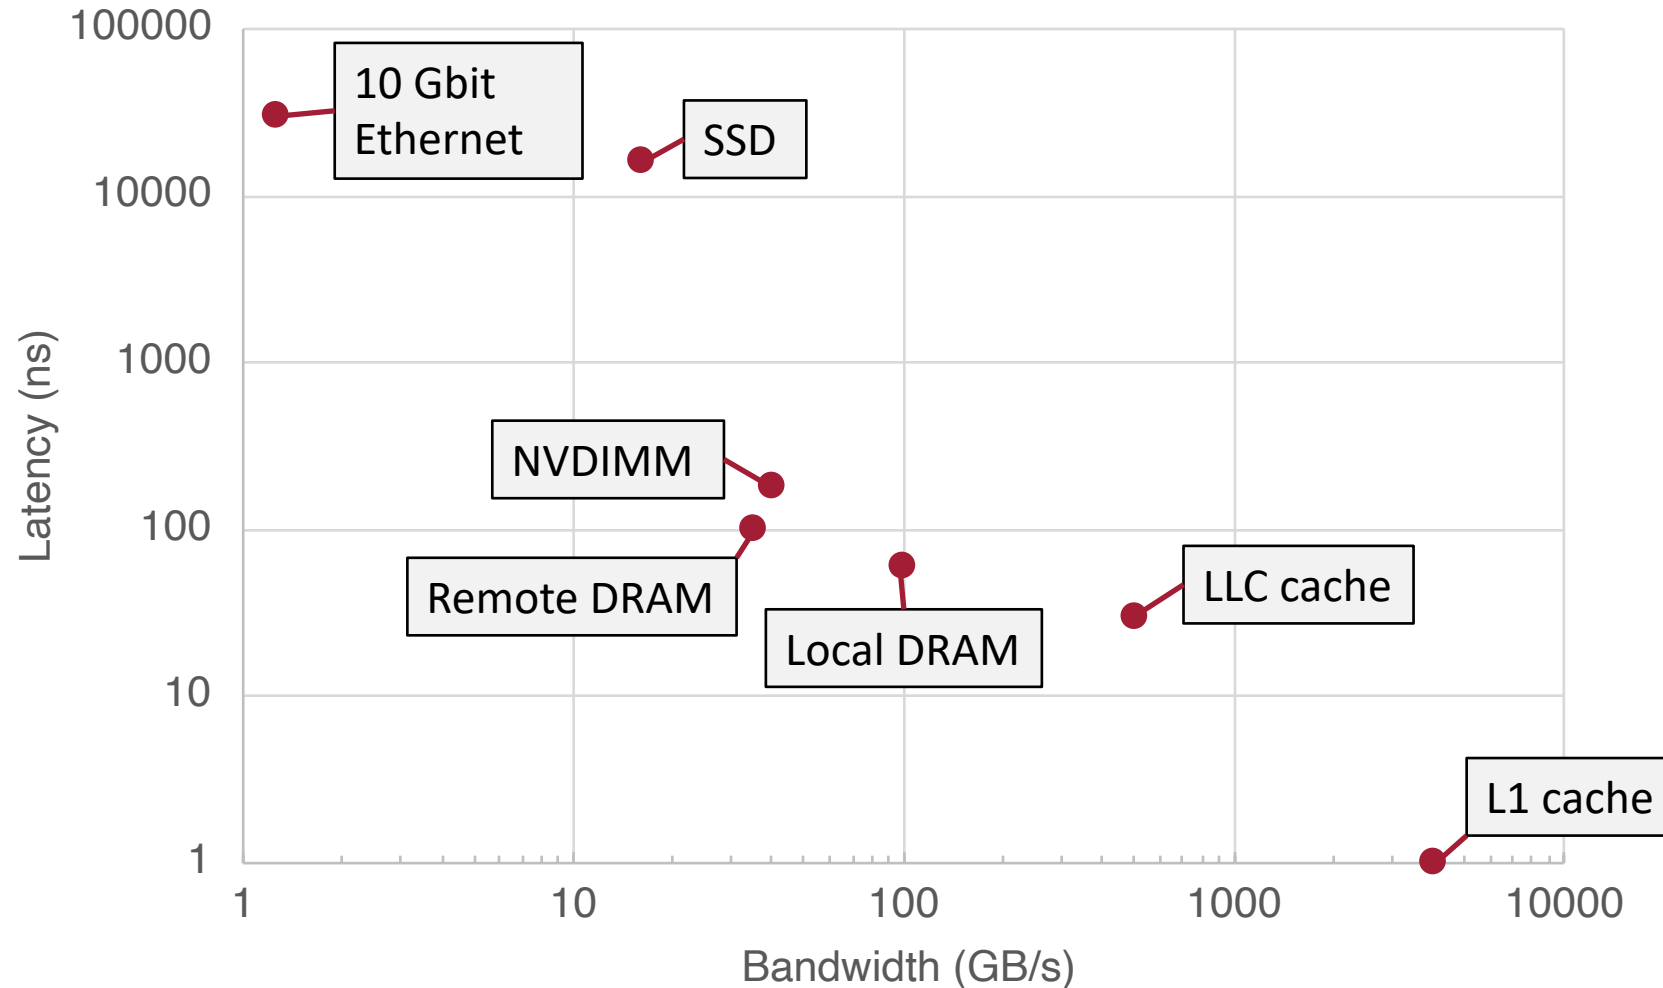 100000
10000
1000
100
10
1
Latency (ns)
10 Gbit
Ethernet
SSD
NVDIMM
Remote DRAM
Local DRAM
LLC cache
L1 cache
1
10
100
1000
10000
Bandwidth (GB/s)